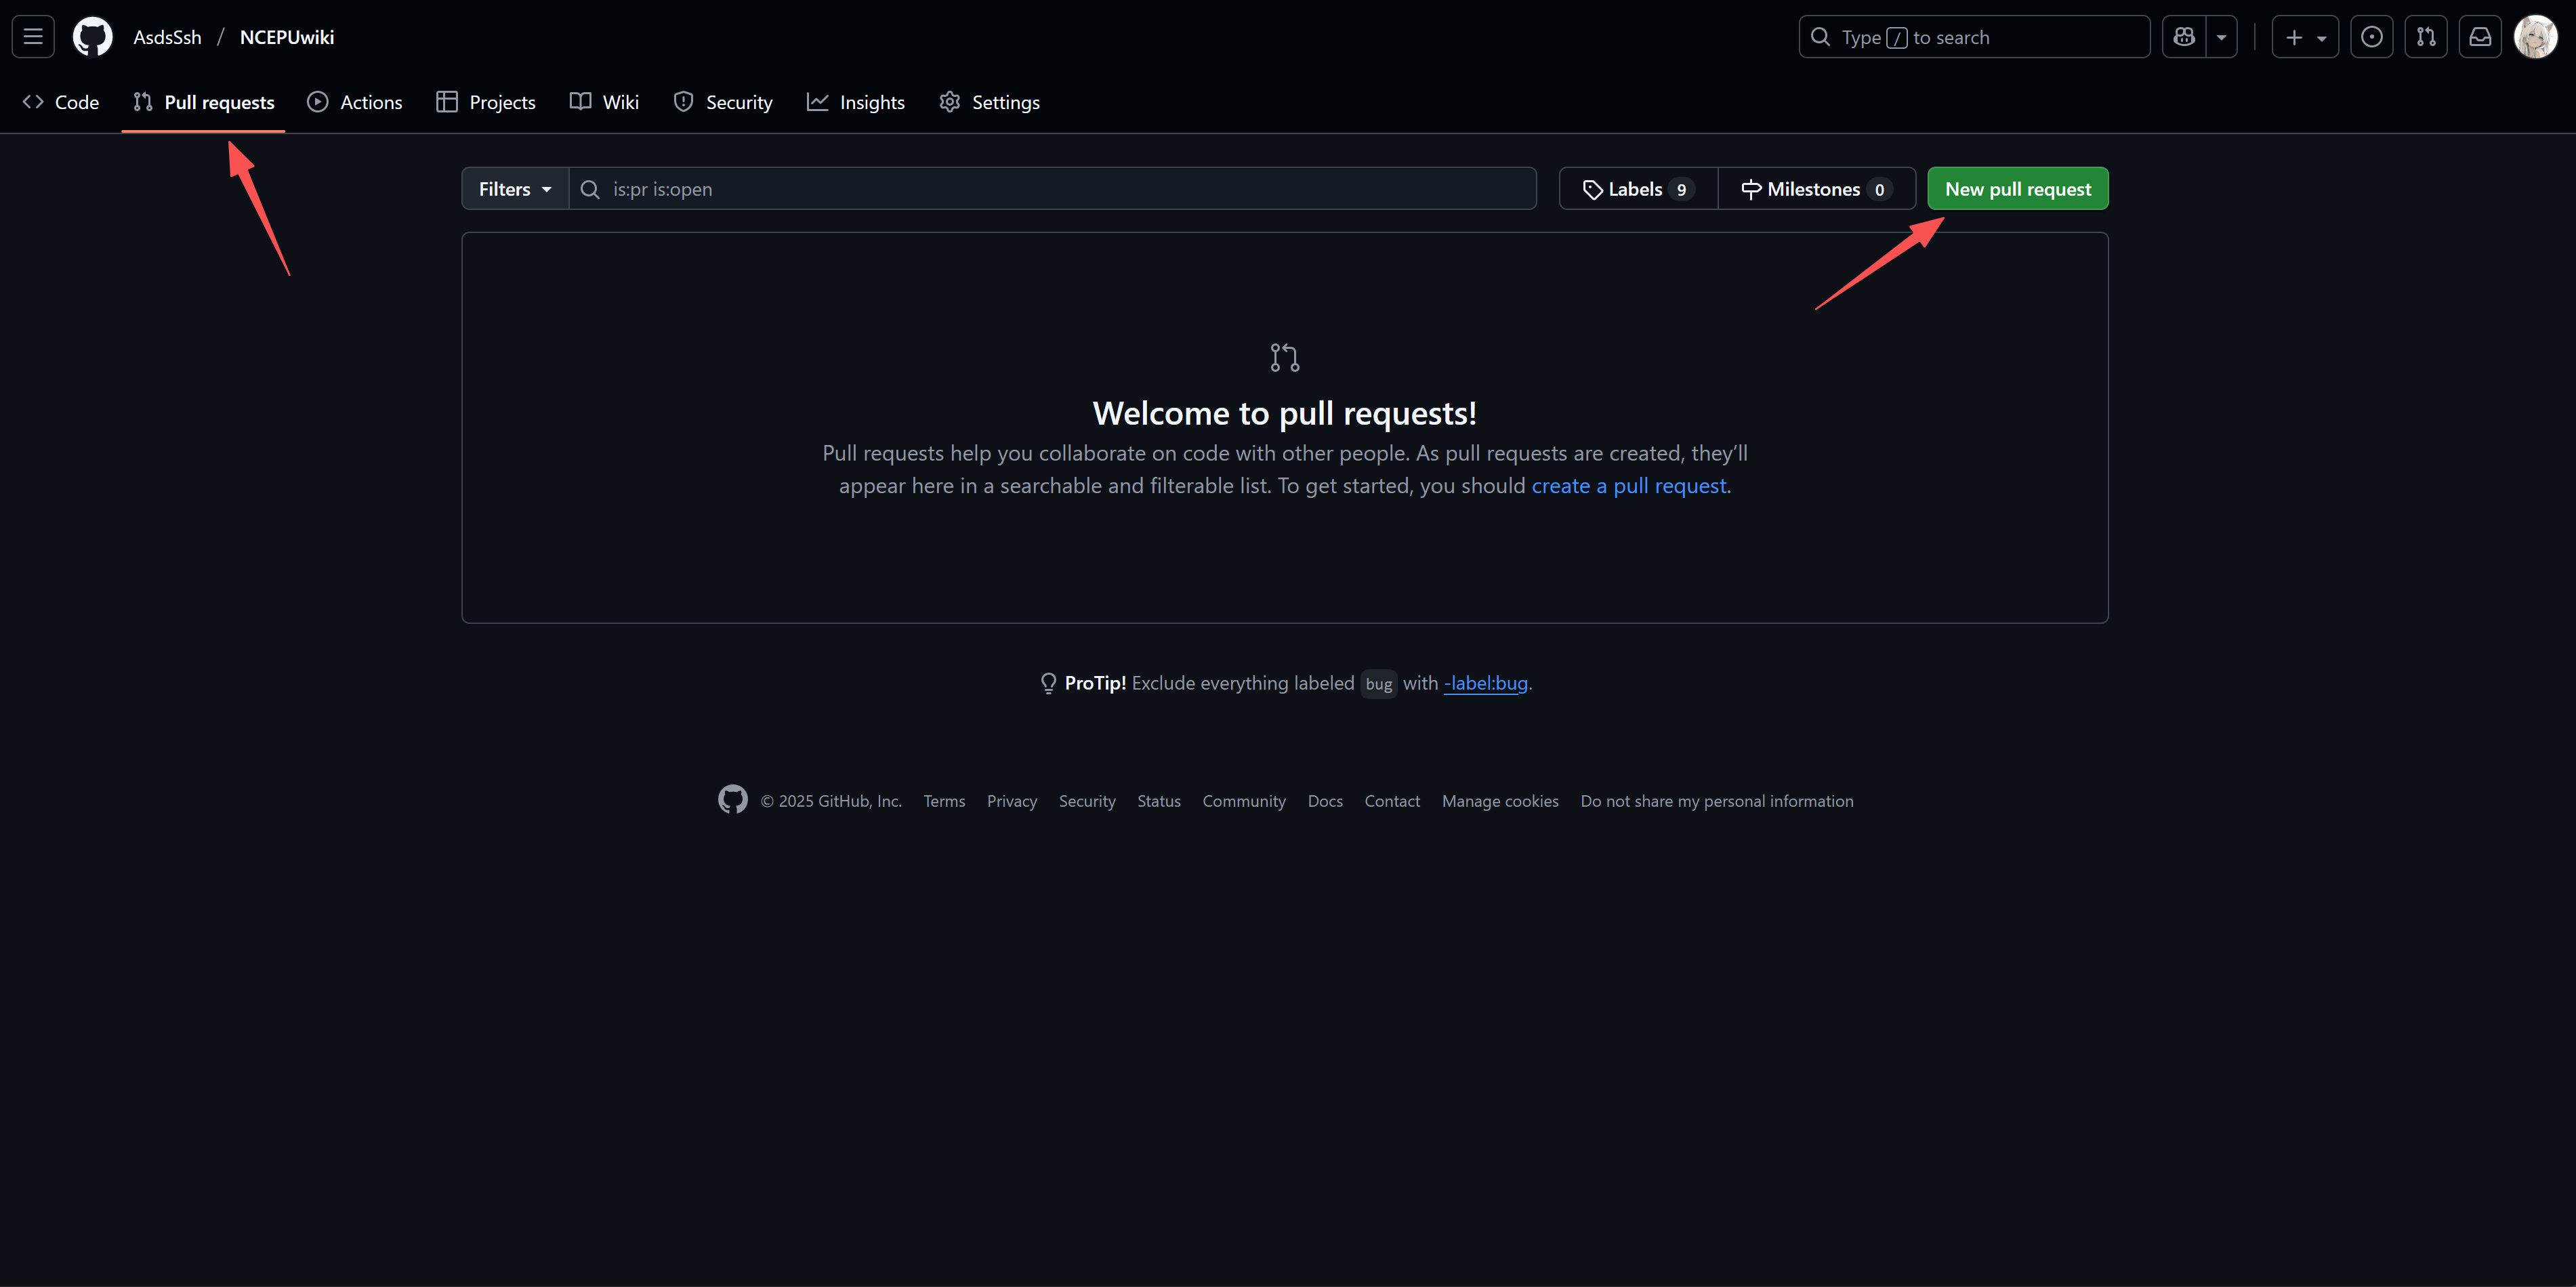 AsdsSsh / NCEPUwiki
Type / to search
Code Pull requests Actions Projects Wiki Security Insights Settings
Filters is:pr is:open Labels 9 Milestones 0 New pull request
Welcome to pull requests!
Pull requests help you collaborate on code with other people. As pull requests are created, they’ll
appear here in a searchable and filterable list. To get started, you should create a pull request.
ProTip! Exclude everything labeled bug with -label:bug.
© 2025 GitHub, Inc. Terms Privacy Security Status Community Docs Contact Manage cookies Do not share my personal information